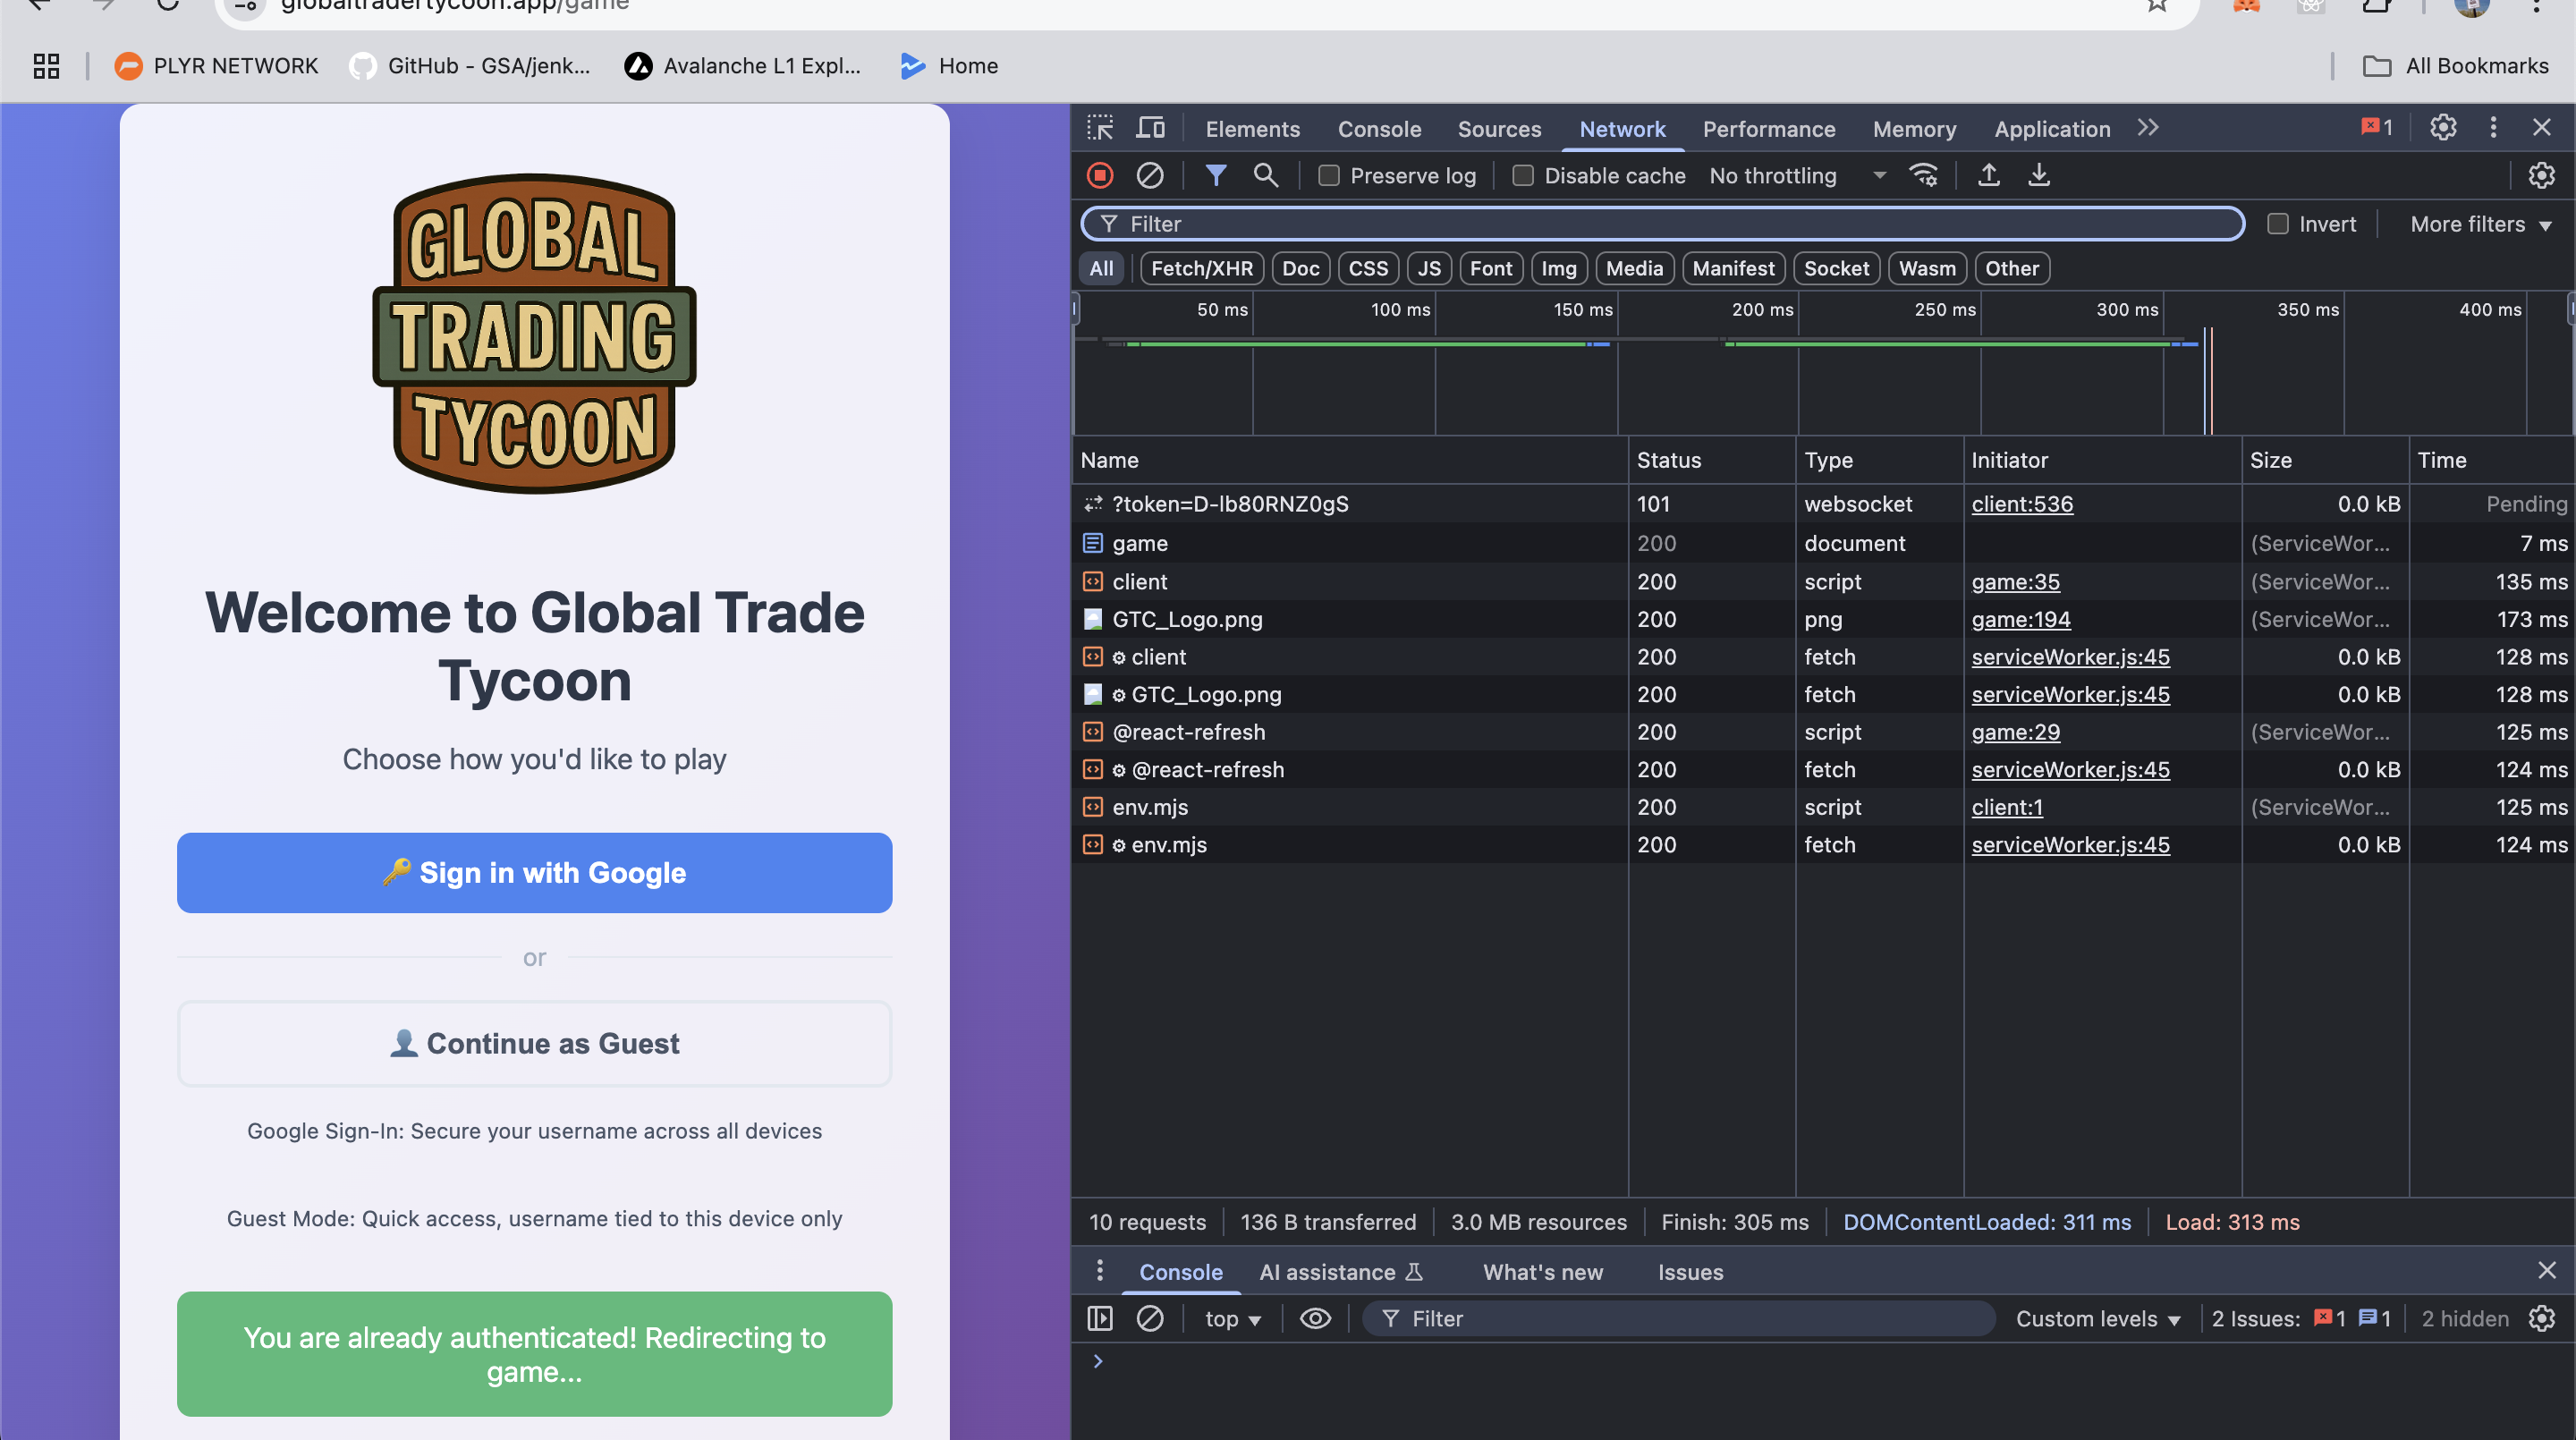 globaltradertycoon.app/game
PLYR NETWORK
GitHub - GSA/jenk...
Avalanche L1 Expl...
Home
All Bookmarks
GLOBAL
TRADING
TYCOON
Welcome to Global Trade
Tycoon
Choose how you'd like to play
Sign in with Google
or
Continue as Guest
Google Sign-In: Secure your username across all devices
Guest Mode: Quick access, username tied to this device only
You are already authenticated! Redirecting to
game...
Elements Console Sources Network Performance Memory Application 1
Preserve log Disable cache No throttling
Filter Invert More filters
All Fetch/XHR Doc CSS JS Font Img Media Manifest Socket Wasm Other
50 ms 100 ms 150 ms 200 ms 250 ms 300 ms 350 ms 400 ms
Name Status Type Initiator Size Time
?token=D-lb80RNZ0gS 101 websocket client:536 0.0 kB Pending
game 200 document (ServiceWor... 7 ms
client 200 script game:35 (ServiceWor... 135 ms
GTC_Logo.png 200 png game:194 (ServiceWor... 173 ms
client 200 fetch serviceWorker.js:45 0.0 kB 128 ms
GTC_Logo.png 200 fetch serviceWorker.js:45 0.0 kB 128 ms
@react-refresh 200 script game:29 (ServiceWor... 125 ms
@react-refresh 200 fetch serviceWorker.js:45 0.0 kB 124 ms
env.mjs 200 script client:1 (ServiceWor... 125 ms
env.mjs 200 fetch serviceWorker.js:45 0.0 kB 124 ms
10 requests 136 B transferred 3.0 MB resources Finish: 305 ms DOMContentLoaded: 311 ms Load: 313 ms
Console AI assistance What's new Issues
top Filter Custom levels 2 Issues: 1 1 2 hidden